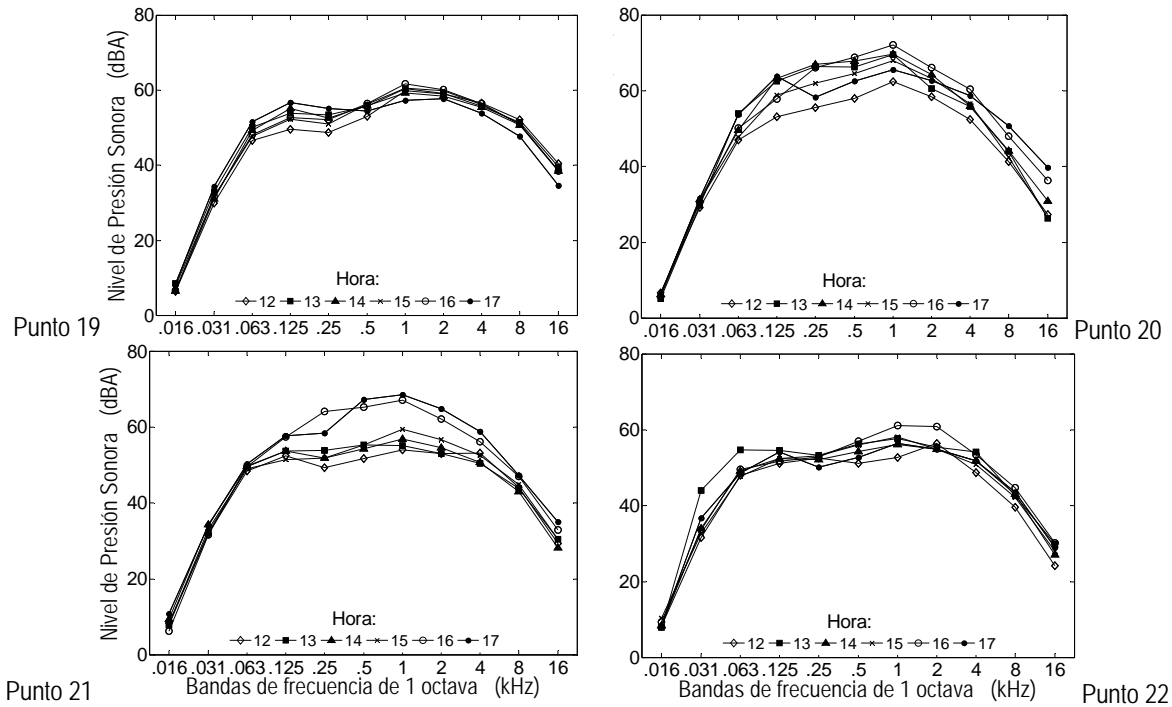 80
60
40
20
0
Nivel de Presión Sonora (dBA)
Hora:
12 13 14 15 16 17
.016 .031 .063 .125 .25 .5 1 2 4 8 16
Punto 19
80
60
40
20
0
Hora:
12 13 14 15 16 17
.016 .031 .063 .125 .25 .5 1 2 4 8 16
Punto 20
80
60
40
20
0
Nivel de Presión Sonora (dBA)
Hora:
12 13 14 15 16 17
.016 .031 .063 .125 .25 .5 1 2 4 8 16
Bandas de frecuencia de 1 octava (kHz)
Punto 21
80
60
40
20
0
Hora:
12 13 14 15 16 17
.016 .031 .063 .125 .25 .5 1 2 4 8 16
Bandas de frecuencia de 1 octava (kHz)
Punto 22